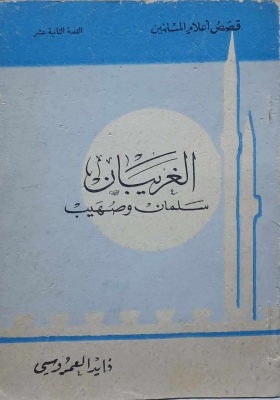 قصص أعلام المسلمين
القصة الثانية عشر
الغريبان
سلمان وصهيب
فايد العمروسي